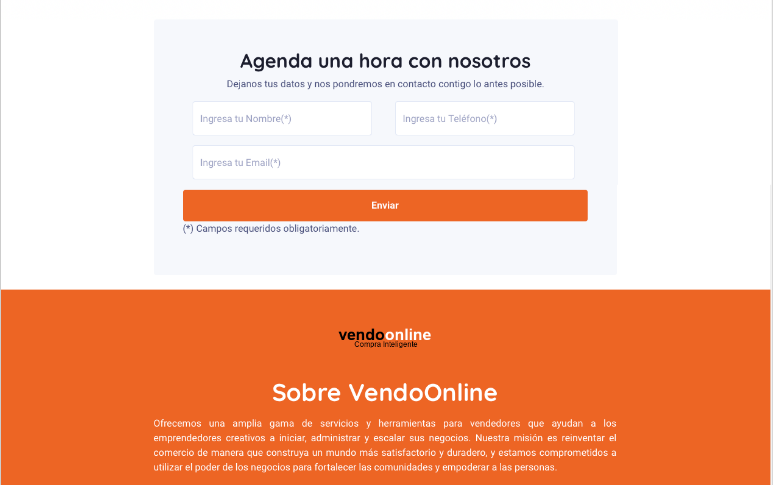 Agenda una hora con nosotros
Dejanos tus datos y nos pondremos en contacto contigo lo antes posible.
Ingresa tu Nombre(*)
Ingresa tu Teléfono(*)
Ingresa tu Email(*)
Enviar
(*) Campos requeridos obligatoriamente.
vendoonline
Compra Inteligente
Sobre VendoOnline
Ofrecemos una amplia gama de servicios y herramientas para vendedores que ayudan a los
emprendedores creativos a iniciar, administrar y escalar sus negocios. Nuestra misión es reinventar el
comercio de manera que construya un mundo más satisfactorio y duradero, y estamos comprometidos a
utilizar el poder de los negocios para fortalecer las comunidades y empoderar a las personas.